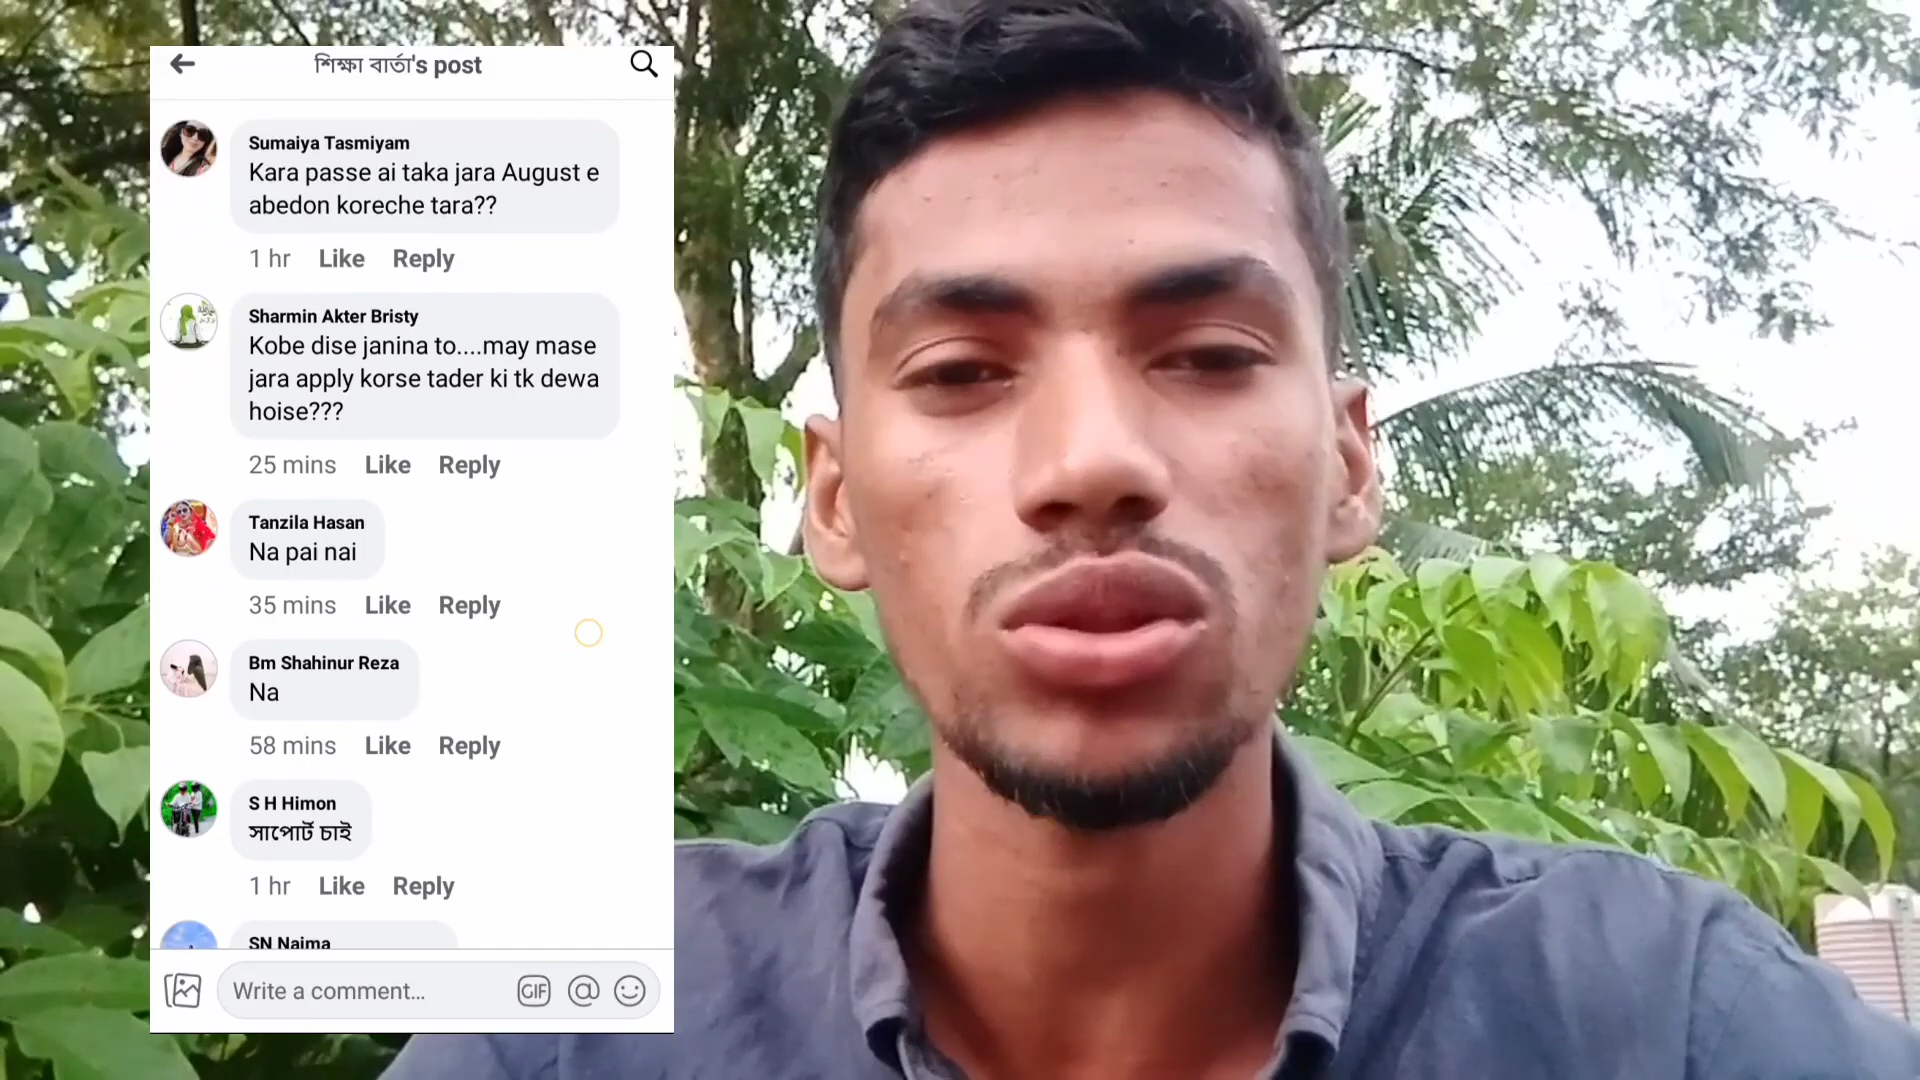 শিক্ষা বার্তা's post
Sumaiya Tasmiyam
Kara passe ai taka jara August e
abedon koreche tara??
1 hr Like Reply
Sharmin Akter Bristy
Kobe dise janina to....may mase
jara apply korse tader ki tk dewa
hoise???
25 mins Like Reply
Tanzila Hasan
Na pai nai
35 mins Like Reply
Bm Shahinur Reza
Na
58 mins Like Reply
S H Himon
সাপোর্ট চাই
1 hr Like Reply
SN Naima
Write a comment...
GIF